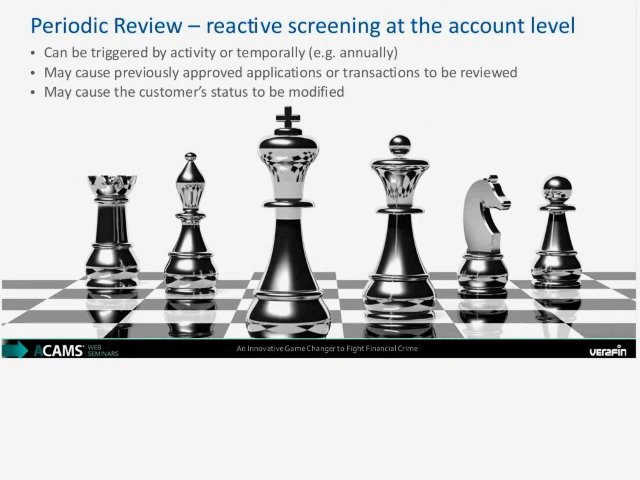 Periodic Review – reactive screening at the account level
• Can be triggered by activity or temporally (e.g. annually)
• May cause previously approved applications or transactions to be reviewed
• May cause the customer's status to be modified
ACAMS® WEB SEMINARS
An Innovative Game Changer to Fight Financial Crime
verafin